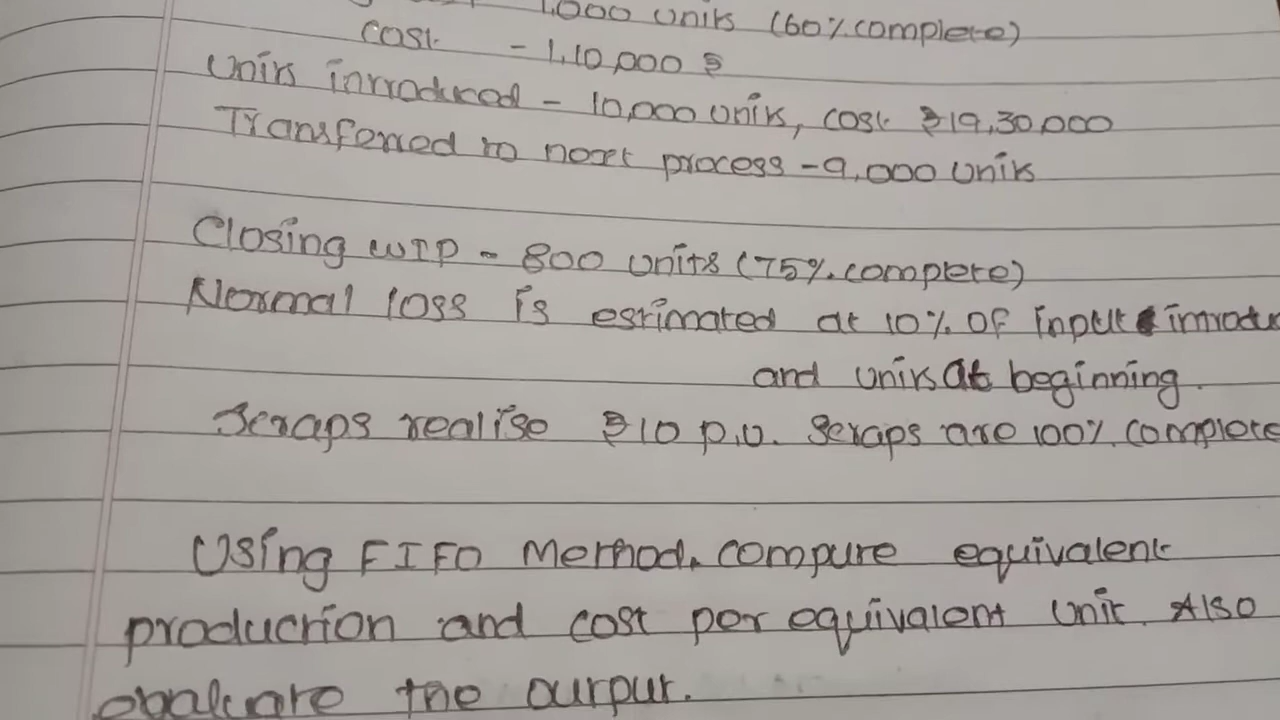 1,000 units (60% complete)
cost - 1,10,000 ₹
Units introduced - 10,000 units, cost ₹19,30,000
Transferred to next process - 9,000 units
Closing WIP - 800 units (75% complete)
Normal loss is estimated at 10% of input introdu
and units at beginning.
Scraps realise ₹10 p.u. Scraps are 100% complete
Using FIFO Method, compute equivalent
production and cost per equivalent unit. Also
evaluate the output.